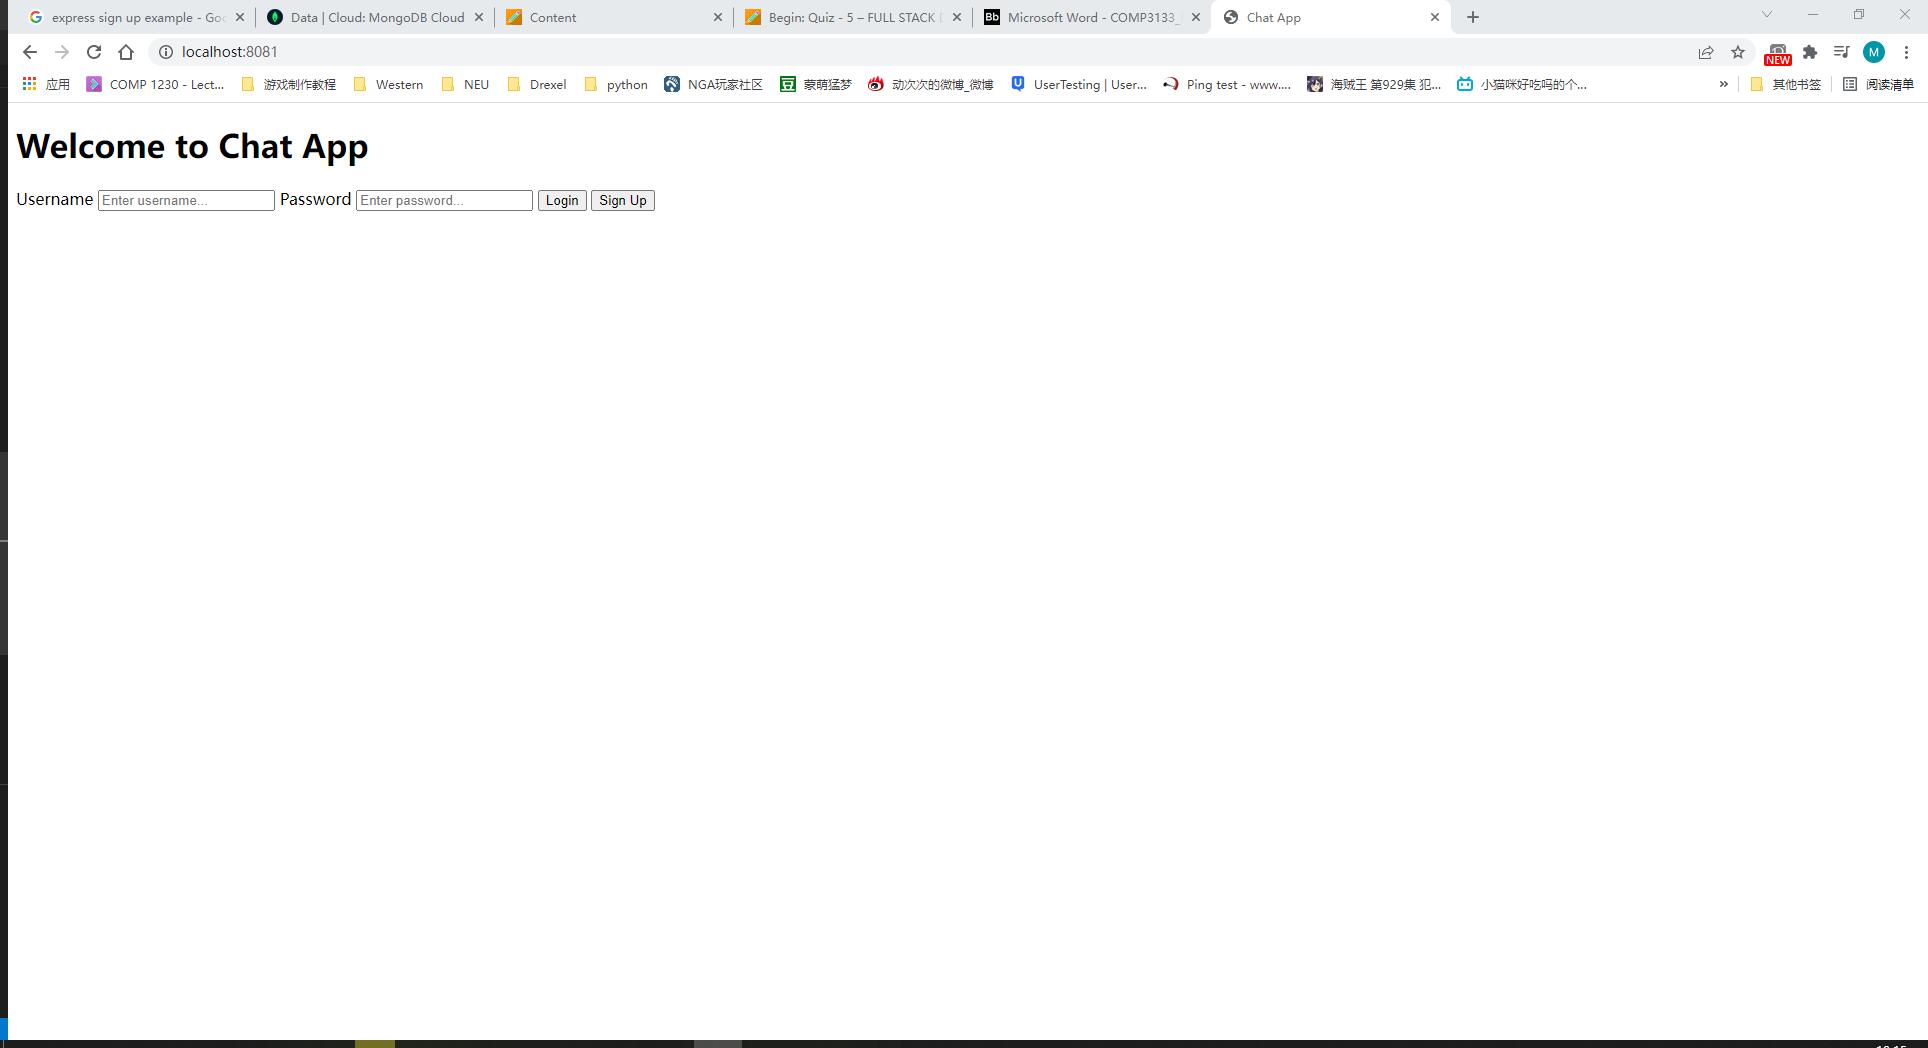 express sign up example - Goo Data | Cloud: MongoDB Cloud Content Begin: Quiz - 5 – FULL STACK D Microsoft Word - COMP3133_ Chat App
localhost:8081
NEW M
应用 COMP 1230 - Lect... 游戏制作教程 Western NEU Drexel python NGA玩家社区 蒙萌猛梦 动次次的微博_微博 UserTesting | User... Ping test - www.... 海贼王 第929集 犯... 小猫咪好吃吗的个... » 其他书签 阅读清单
Welcome to Chat App
Username Enter username... Password Enter password... Login Sign Up